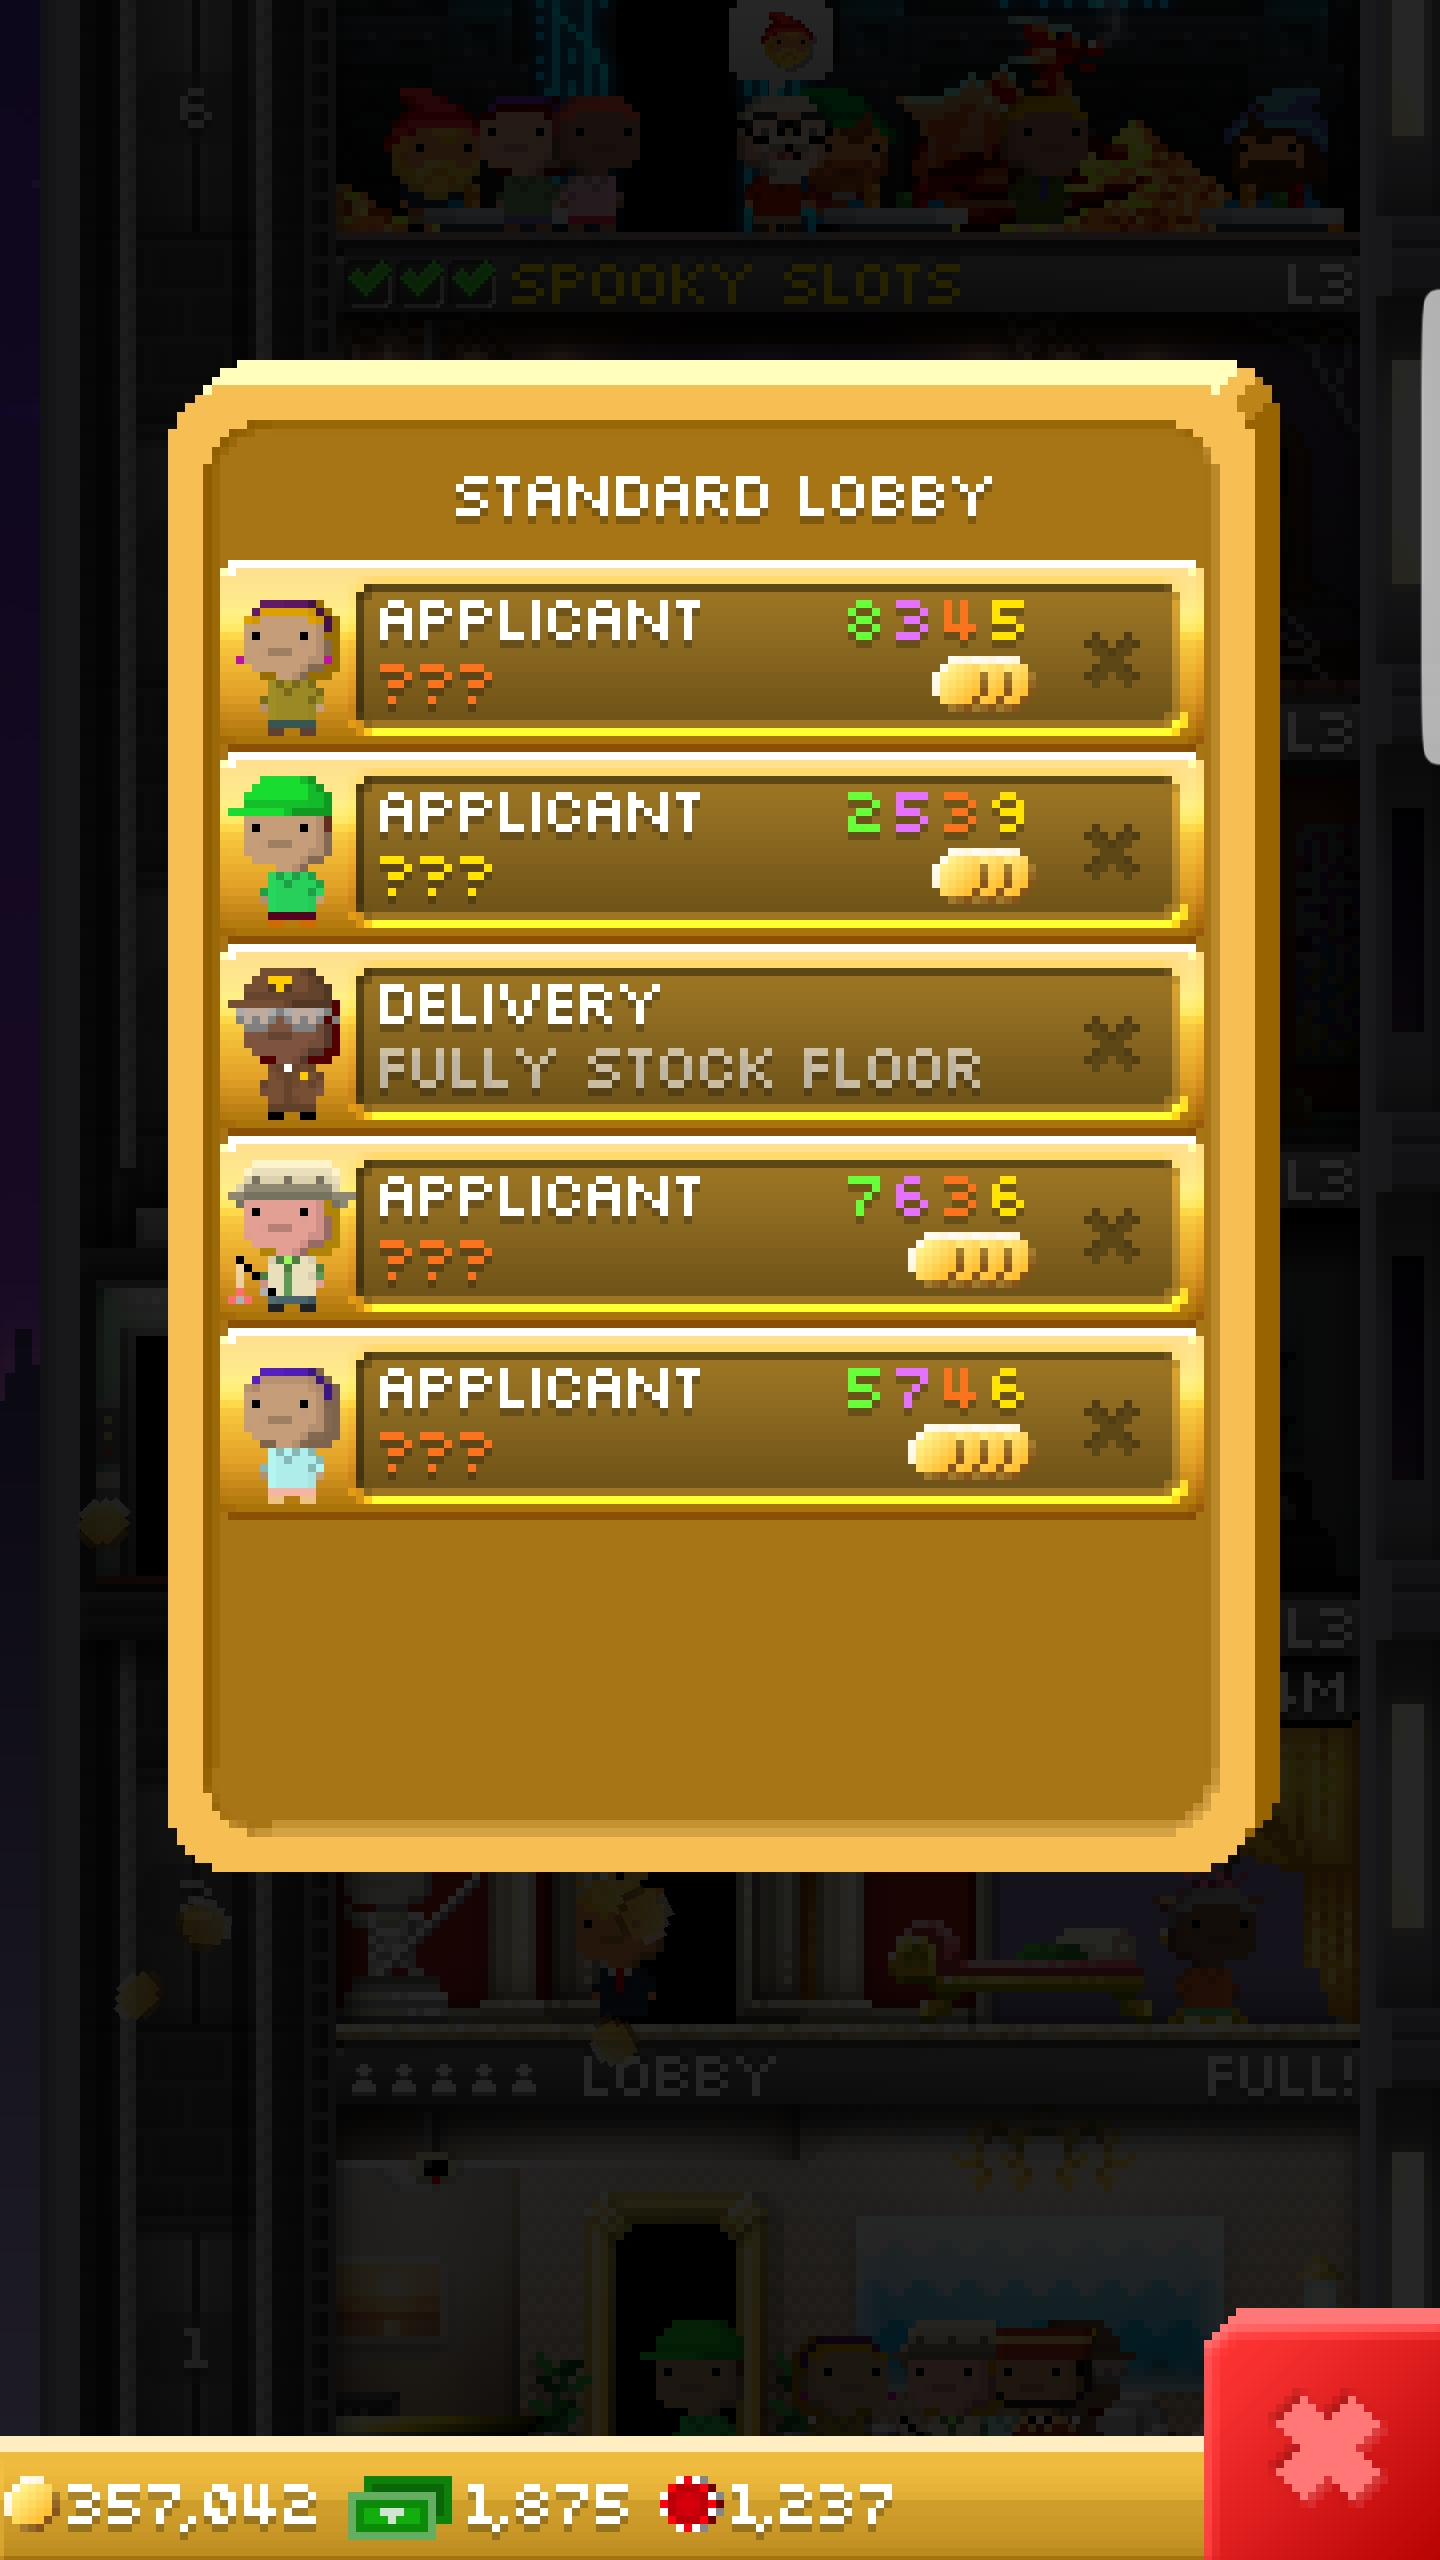 6
SPOOKY SLOTS L3
STANDARD LOBBY
APPLICANT 8345
???
L3
APPLICANT 2539
???
DELIVERY
FULLY STOCK FLOOR
APPLICANT 7636
L3
???
APPLICANT 5746
???
L3
4M
LOBBY FULL!
1
357,042 1,875 1,237